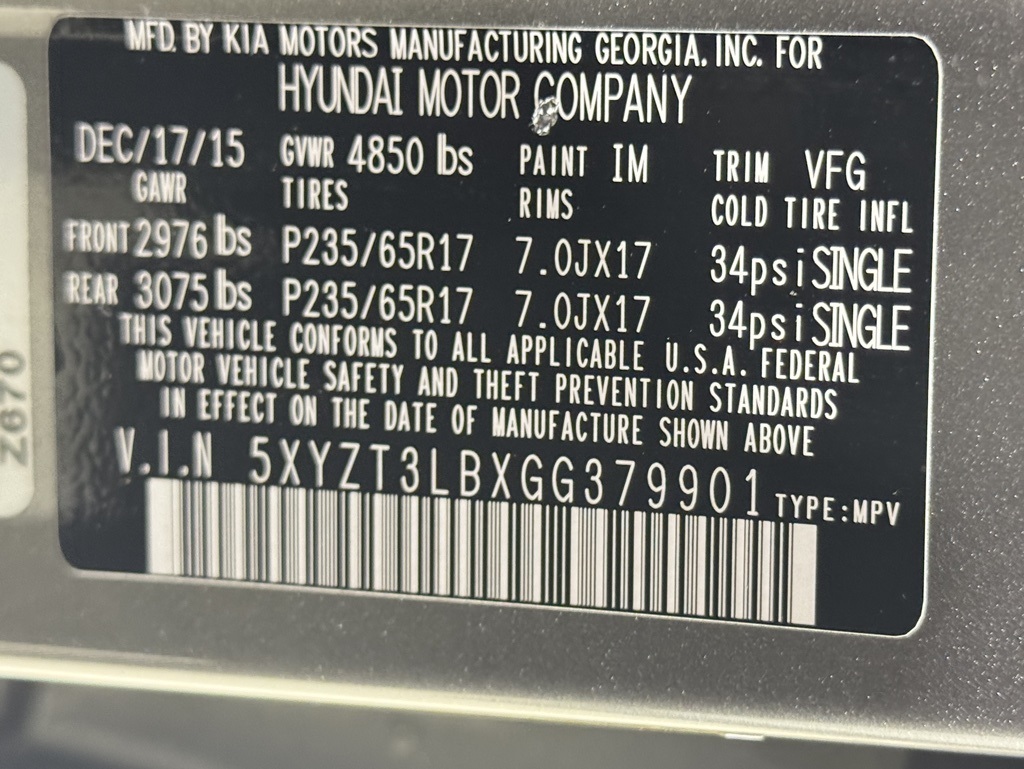 MFD. BY KIA MOTORS MANUFACTURING GEORGIA. INC. FOR
HYUNDAI MOTOR COMPANY
DEC/17/15 GVWR 4850 lbs PAINT IM TRIM VFG
GAWR TIRES RIMS COLD TIRE INFL
FRONT 2976 lbs P235/65R17 7.0JX17 34psi SINGLE
REAR 3075 lbs P235/65R17 7.0JX17 34psi SINGLE
THIS VEHICLE CONFORMS TO ALL APPLICABLE U.S.A. FEDERAL
MOTOR VEHICLE SAFETY AND THEFT PREVENTION STANDARDS
IN EFFECT ON THE DATE OF MANUFACTURE SHOWN ABOVE
V.I.N 5XYZT3LBXGG379901 TYPE:MPV
Z670